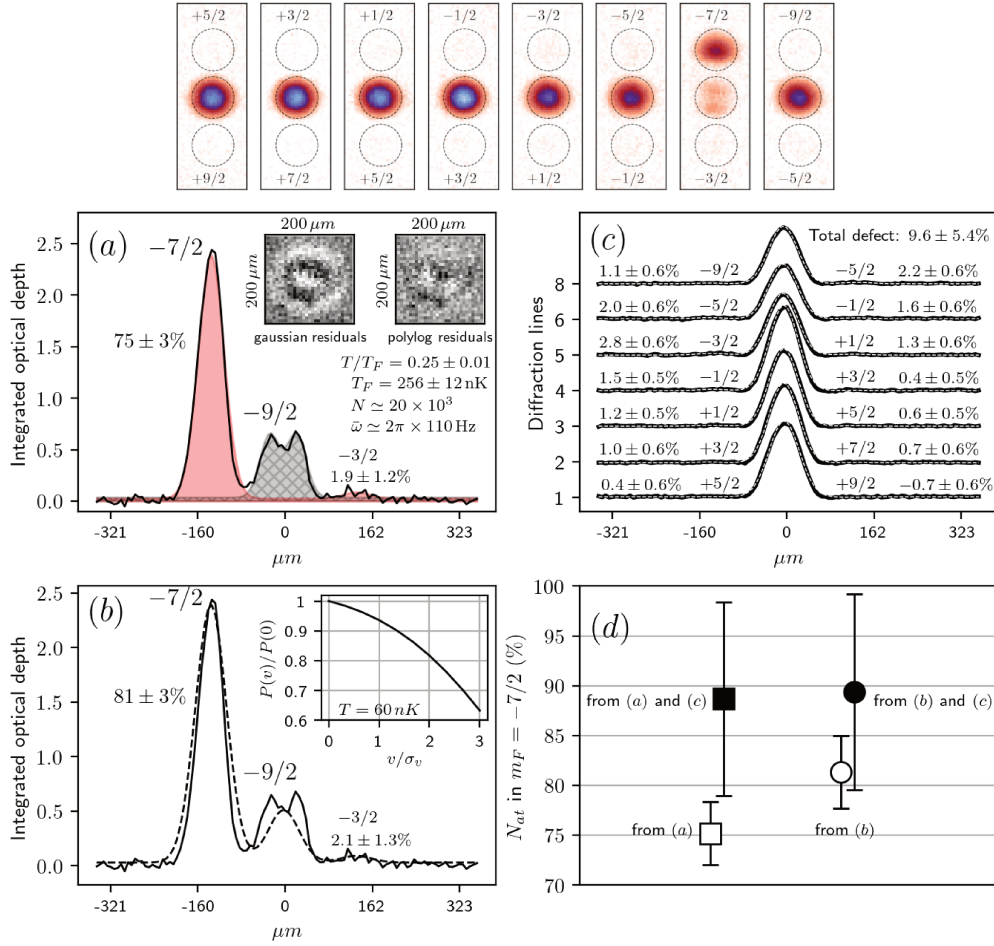 +5/2 +3/2 +1/2 −1/2 −3/2 −5/2 −7/2 −9/2
+9/2 +7/2 +5/2 +3/2 +1/2 −1/2 −3/2 −5/2
(a)
−7/2
200 μm 200 μm
200 μm 200 μm
gaussian residuals polylog residuals
75 ± 3%
T/T_F = 0.25 ± 0.01
T_F = 256 ± 12 nK
N ≃ 20 × 10³
ω̄ ≃ 2π × 110 Hz
−9/2
−3/2
1.9 ± 1.2%
Integrated optical depth
2.5
2.0
1.5
1.0
0.5
0.0
-321 -160 0 162 323
μm
(c)
Total defect: 9.6 ± 5.4%
Diffraction lines
8 1.1 ± 0.6% −9/2 −5/2 2.2 ± 0.6%
6 2.0 ± 0.6% −5/2 −1/2 1.6 ± 0.6%
5 2.8 ± 0.6% −3/2 +1/2 1.3 ± 0.6%
4 1.5 ± 0.5% −1/2 +3/2 0.4 ± 0.5%
3 1.2 ± 0.5% +1/2 +5/2 0.6 ± 0.5%
2 1.0 ± 0.6% +3/2 +7/2 0.7 ± 0.6%
1 0.4 ± 0.6% +5/2 +9/2 −0.7 ± 0.6%
-321 -160 0 162 323
μm
(b)
−7/2
81 ± 3%
−9/2
−3/2
2.1 ± 1.3%
P(v)/P(0)
1
0.9
0.8
0.7
0.6
T = 60 nK
0 1 2 3
v/σ_v
Integrated optical depth
2.5
2.0
1.5
1.0
0.5
0.0
-321 -160 0 162 323
μm
(d)
N_at in m_F = −7/2 (%)
100
95
90
85
80
75
70
from (a) and (c)
from (b) and (c)
from (a)
from (b)